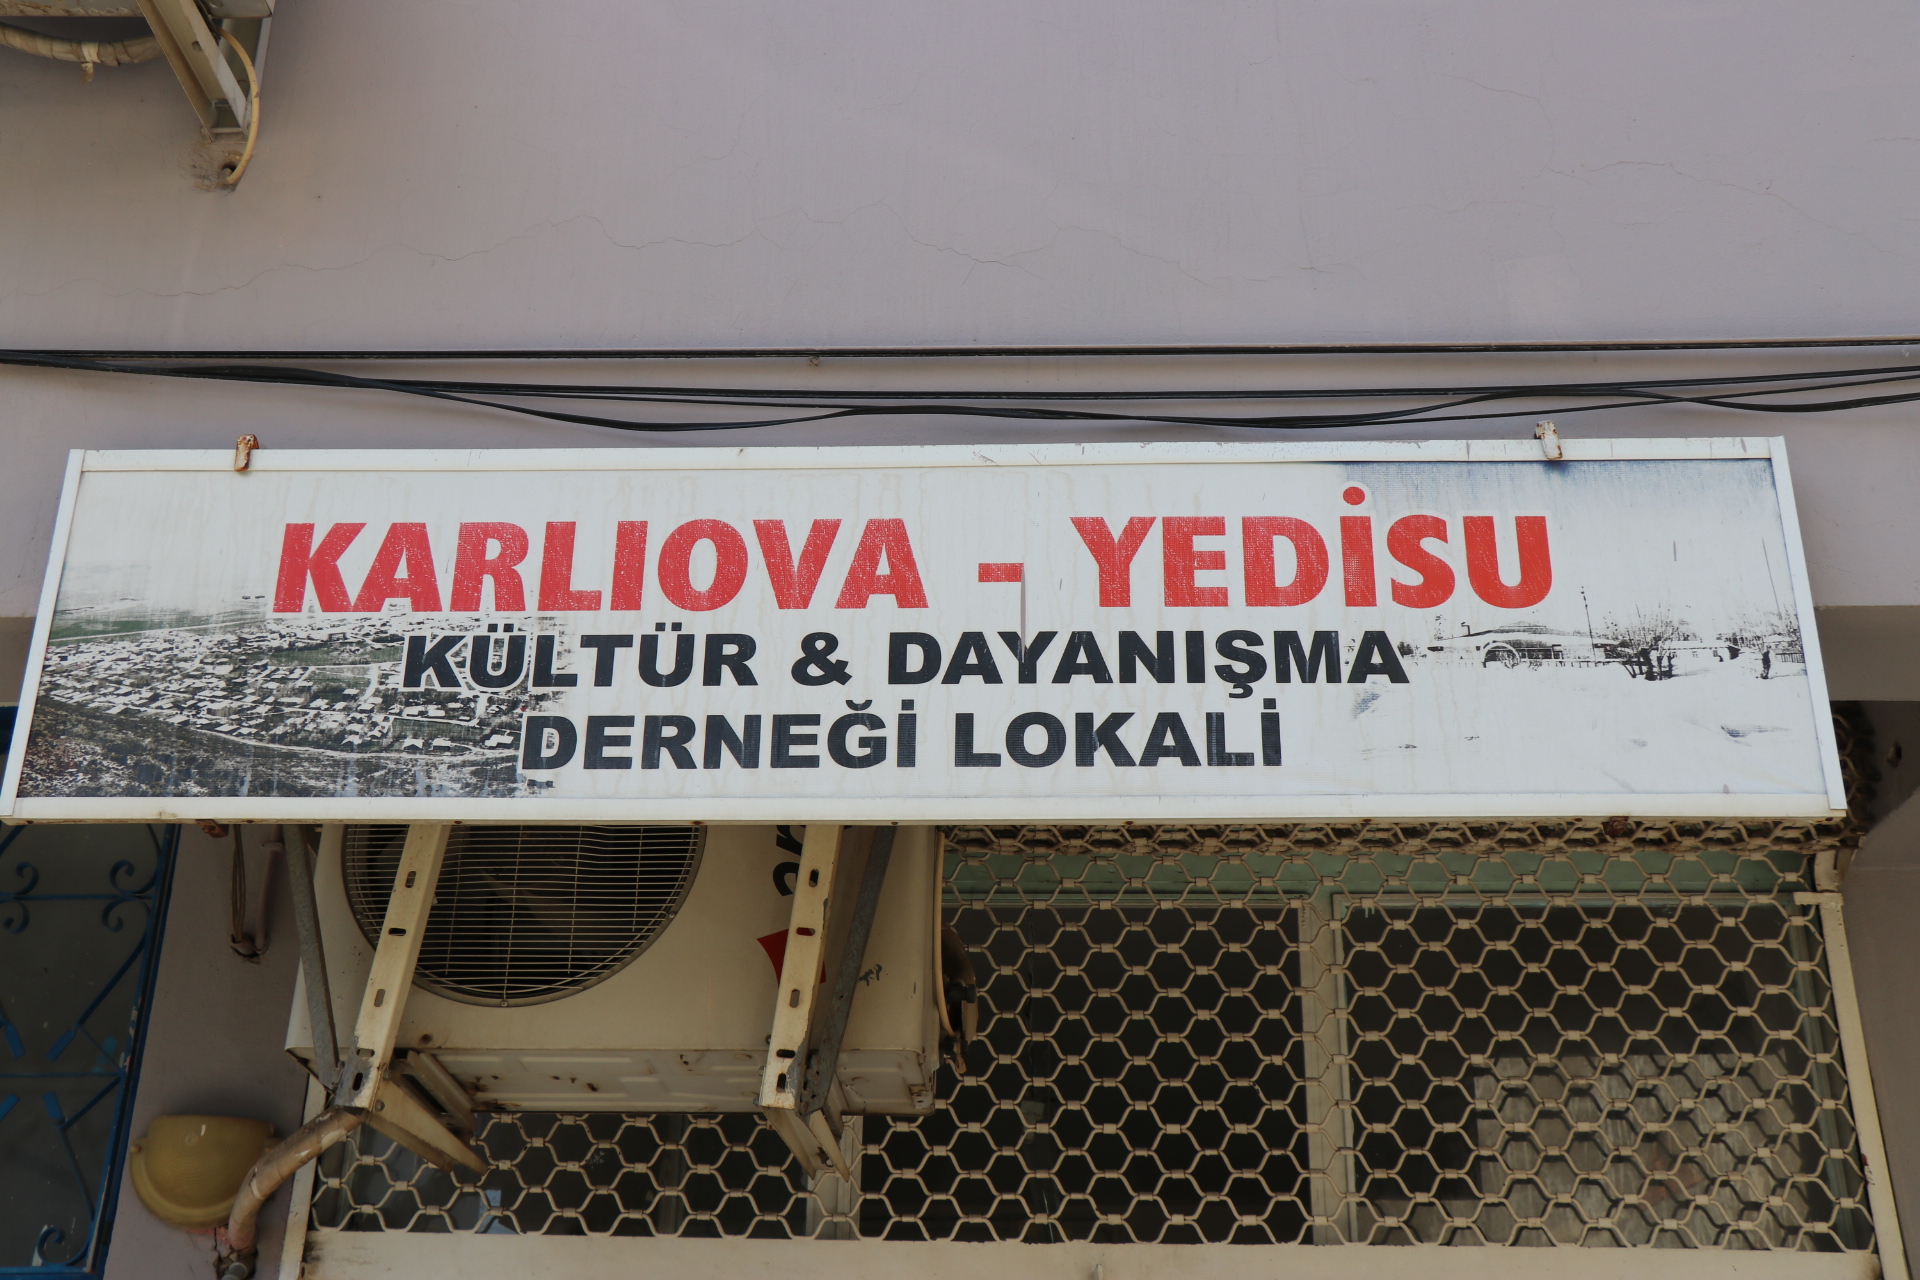 KARLIOVA - YEDİSU
KÜLTÜR & DAYANIŞMA
DERNEĞİ LOKALİ